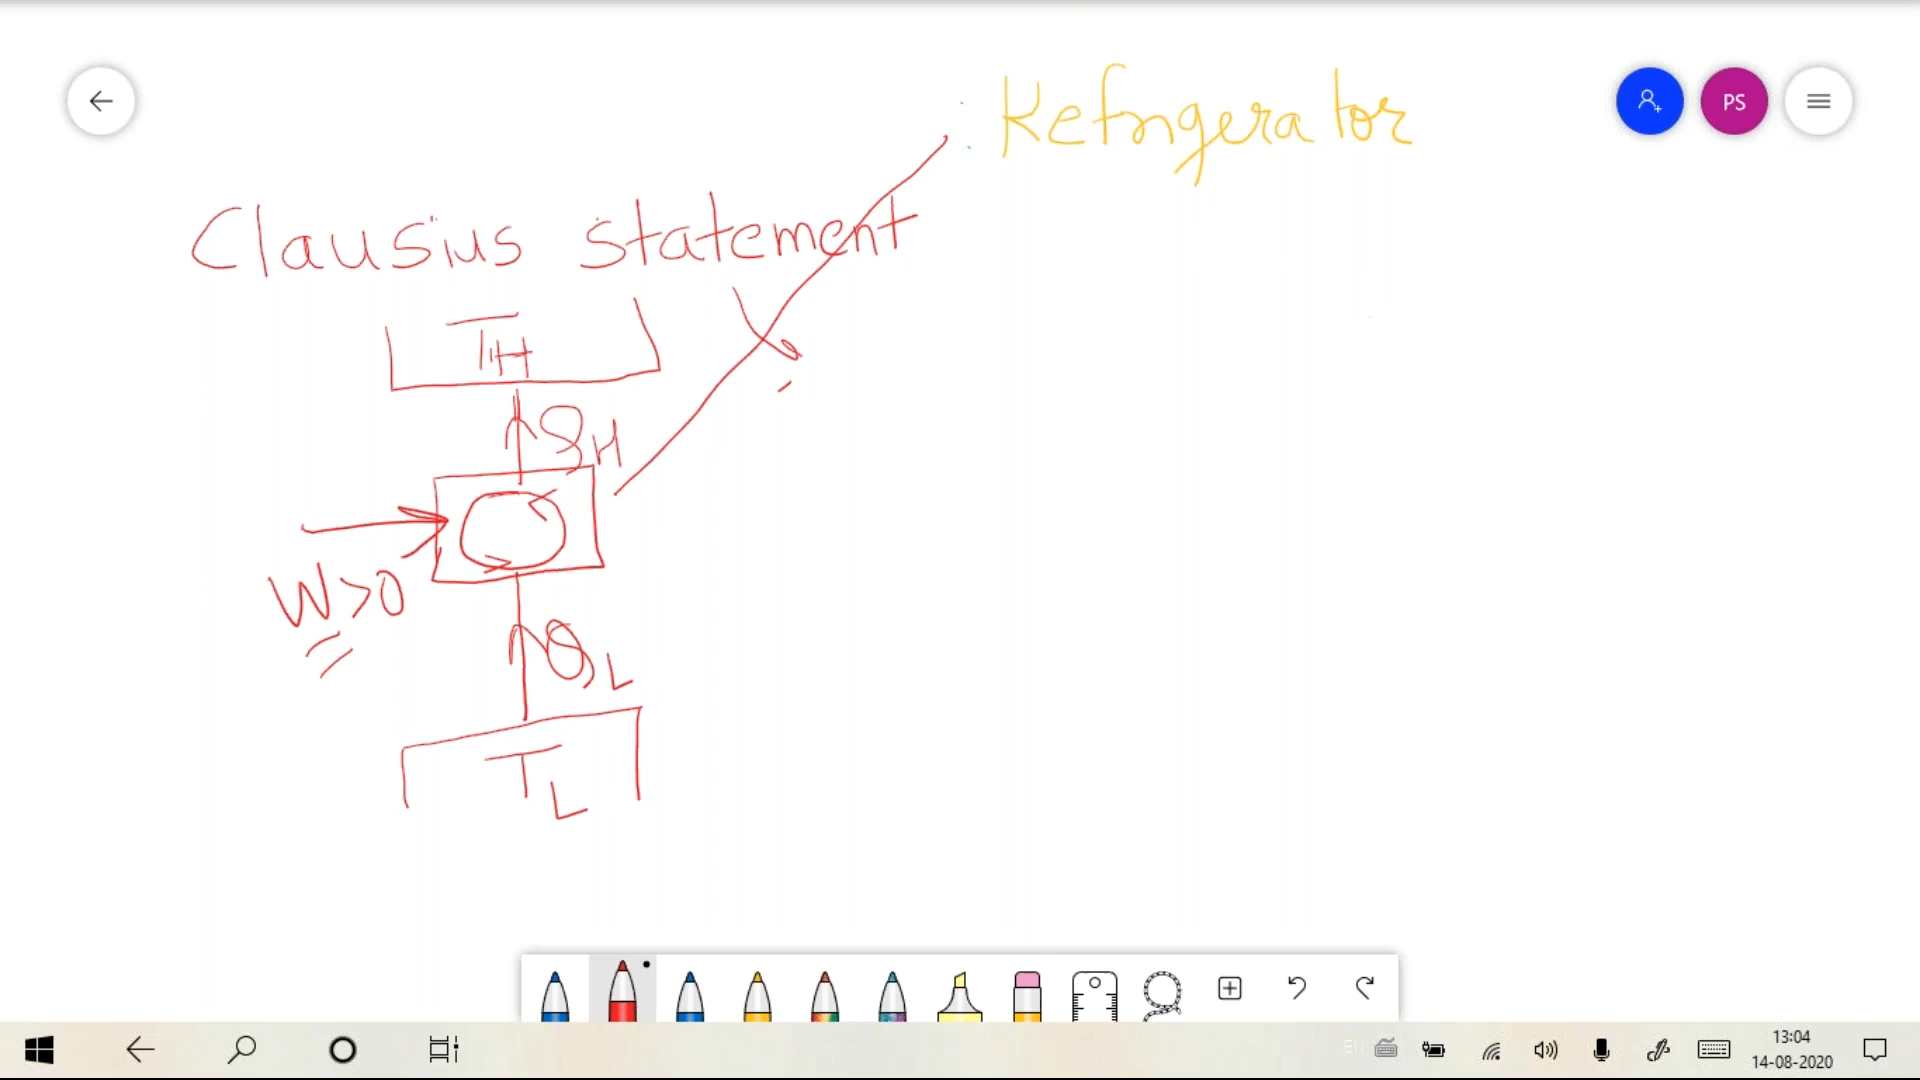 Refrigerator
PS
Clausius statement
TH
QH
W>0
QL
TL
13:04
14-08-2020